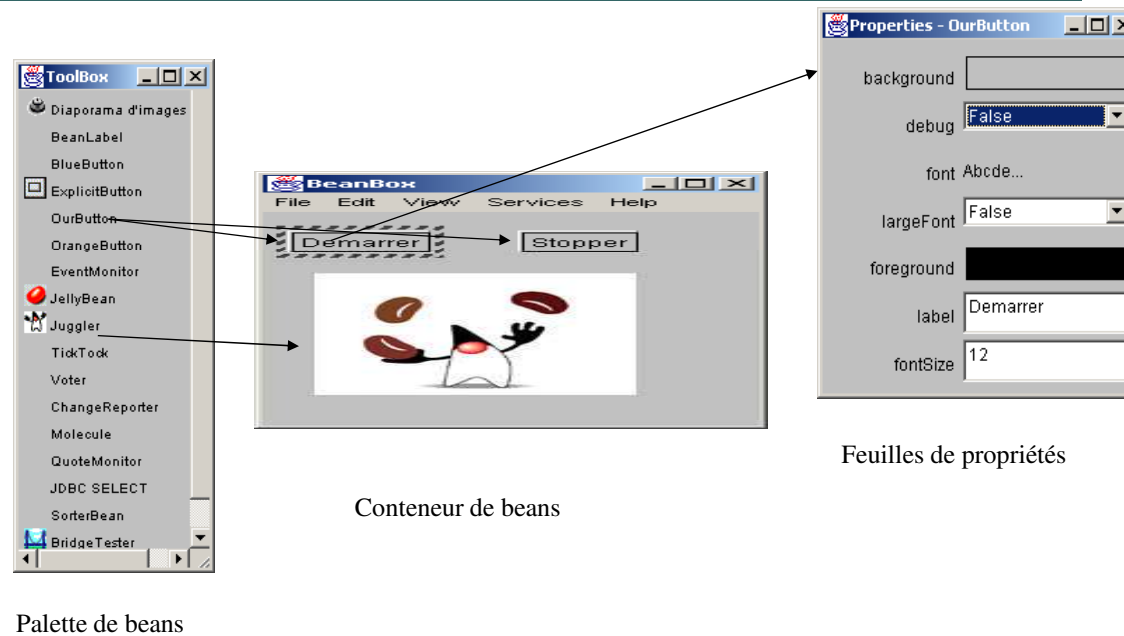 ToolBox
Diaporama d'images
BeanLabel
BlueButton
ExplicitButton
OurButton
OrangeButton
EventMonitor
JellyBean
Juggler
TickTock
Voter
ChangeReporter
Molecule
QuoteMonitor
JDBC SELECT
SorterBean
BridgeTester
Palette de beans
BeanBox
File Edit View Services Help
Demarrer Stopper
Conteneur de beans
Properties - OurButton
background
debug False
font Abcde...
largeFont False
foreground
label Demarrer
fontSize 12
Feuilles de propriétés